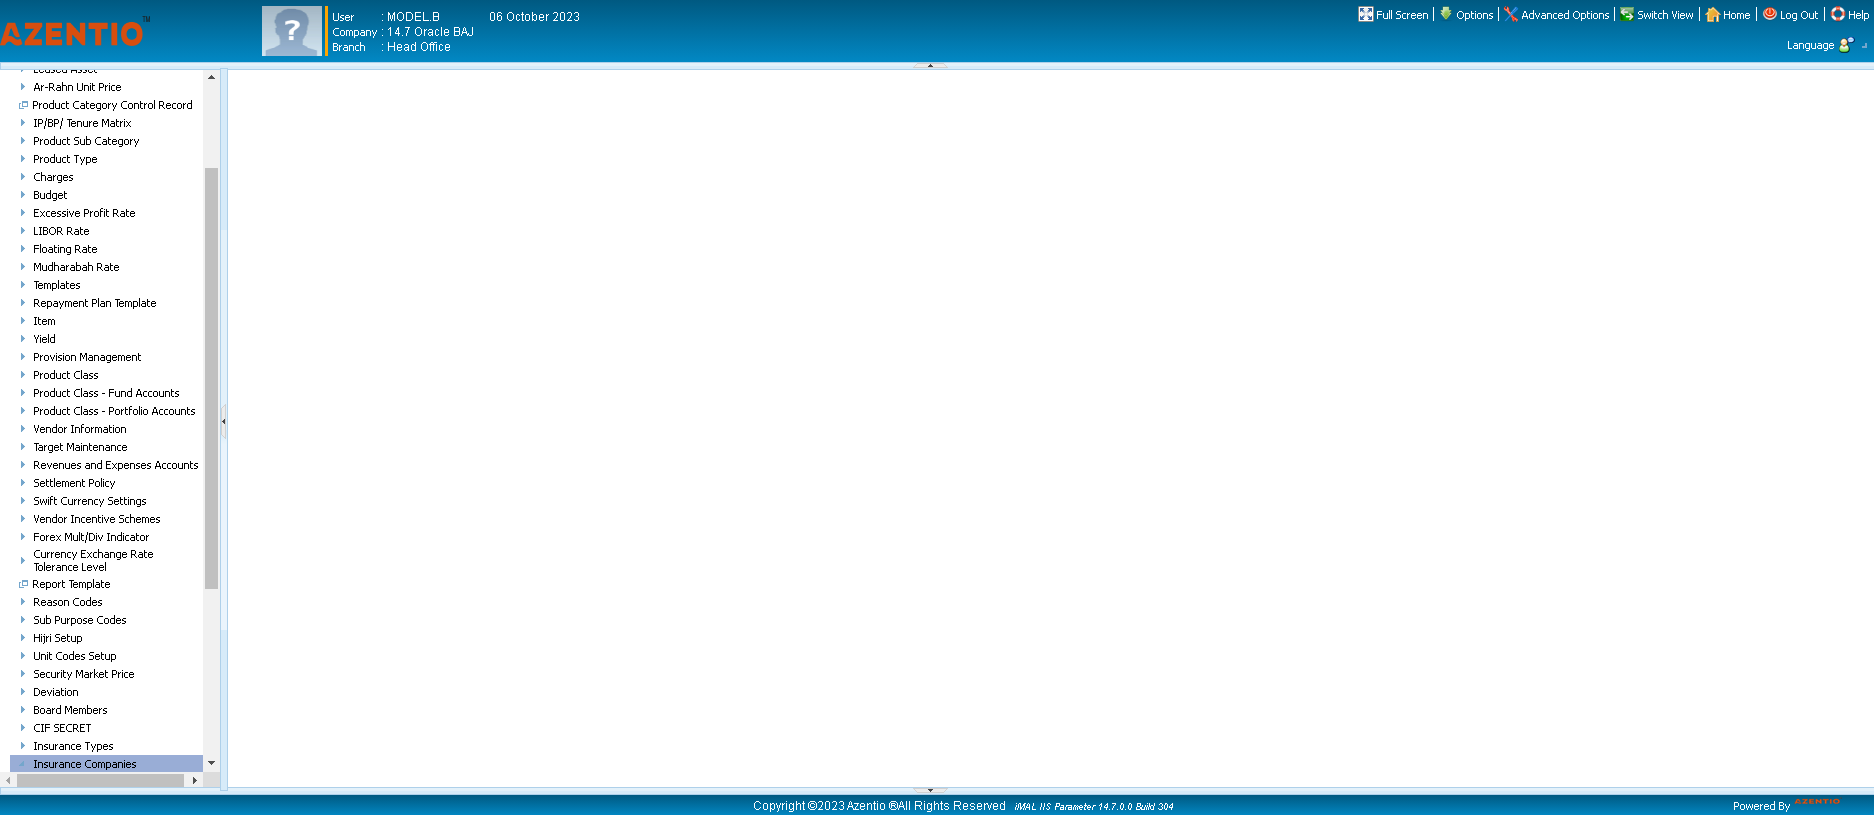 AZENTIO™
User : MODEL.B 06 October 2023
Company : 14.7 Oracle BAJ
Branch : Head Office
Full Screen Options Advanced Options Switch View Home Log Out Help
Language
Leased Asset
Ar-Rahn Unit Price
Product Category Control Record
IP/BP/ Tenure Matrix
Product Sub Category
Product Type
Charges
Budget
Excessive Profit Rate
LIBOR Rate
Floating Rate
Mudharabah Rate
Templates
Repayment Plan Template
Item
Yield
Provision Management
Product Class
Product Class - Fund Accounts
Product Class - Portfolio Accounts
Vendor Information
Target Maintenance
Revenues and Expenses Accounts
Settlement Policy
Swift Currency Settings
Vendor Incentive Schemes
Forex Mult/Div Indicator
Currency Exchange Rate
Tolerance Level
Report Template
Reason Codes
Sub Purpose Codes
Hijri Setup
Unit Codes Setup
Security Market Price
Deviation
Board Members
CIF SECRET
Insurance Types
Insurance Companies
Copyright ©2023 Azentio ®All Rights Reserved iMAL IIS Parameter 14.7.0.0 Build 304
Powered By AZENTIO